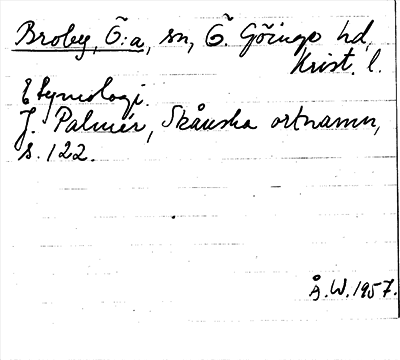 Broby, Ö:a, sn, Ö. Göinge hd,
Krist. l.
Etymologi.
J. Palmér, Skånska ortnamn,
s. 122.
Å.W. 1957.